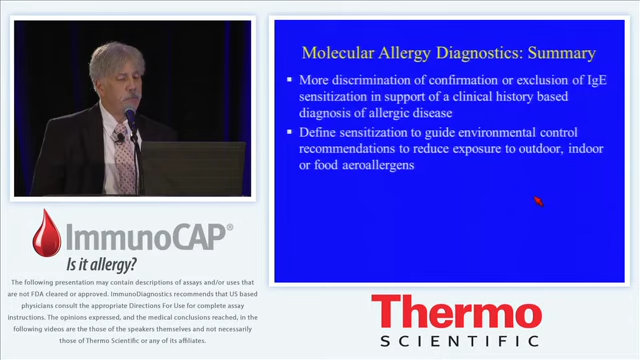 Molecular Allergy Diagnostics: Summary
More discrimination of confirmation or exclusion of IgE
sensitization in support of a clinical history based
diagnosis of allergic disease
Define sensitization to guide environmental control
recommendations to reduce exposure to outdoor, indoor
or food aeroallergens
ImmunoCAP®
Is it allergy?
The following presentation may contain descriptions of assays and/or uses that
are not FDA cleared or approved. ImmunoDiagnostics recommends that US based
physicians consult the appropriate Directions For Use for complete assay
instructions. The opinions expressed, and the medical conclusions reached, in the
following videos are the those of the speakers themselves and not necessarily
those of Thermo Scientific or any of its affiliates.
Thermo
SCIENTIFIC